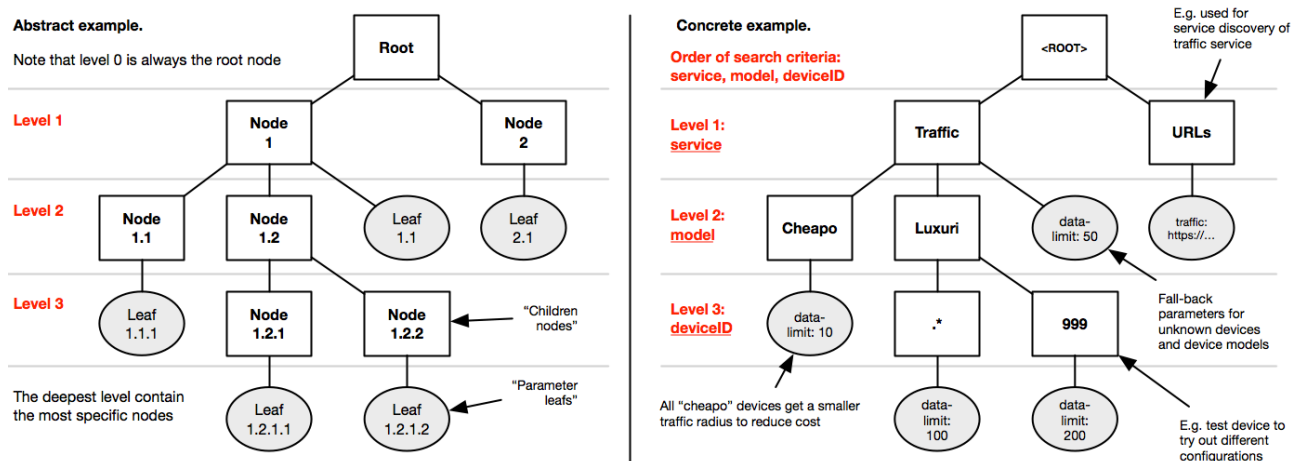 Abstract example.
Note that level 0 is always the root node
Root
Level 1
Node
1
Node
2
Level 2
Node
1.1
Node
1.2
Leaf
1.1
Leaf
2.1
Level 3
Leaf
1.1.1
Node
1.2.1
Node
1.2.2
“Children
nodes”
The deepest level contain
the most specific nodes
Leaf
1.2.1.1
Leaf
1.2.1.2
“Parameter
leafs”
Concrete example.
Order of search criteria:
service, model, deviceID
<ROOT>
E.g. used for
service discovery of
traffic service
Level 1:
service
Traffic
URLs
Level 2:
model
Cheapo
Luxuri
data-
limit: 50
traffic:
https://...
Level 3:
deviceID
data-
limit: 10
.*
999
Fall-back
parameters for
unknown devices
and device models
All “cheapo” devices get a smaller
traffic radius to reduce cost
data-
limit:
100
data-
limit:
200
E.g. test device to
try out different
configurations